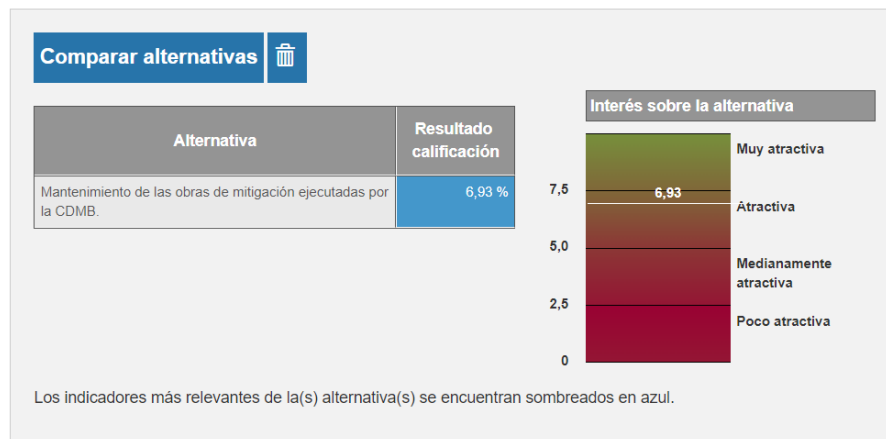 Comparar alternativas
Alternativa
Resultado
calificación
Mantenimiento de las obras de mitigación ejecutadas por
la CDMB.
6,93 %
Interés sobre la alternativa
Muy atractiva
7,5
6,93
Atractiva
5,0
Medianamente
atractiva
2,5
Poco atractiva
0
Los indicadores más relevantes de la(s) alternativa(s) se encuentran sombreados en azul.